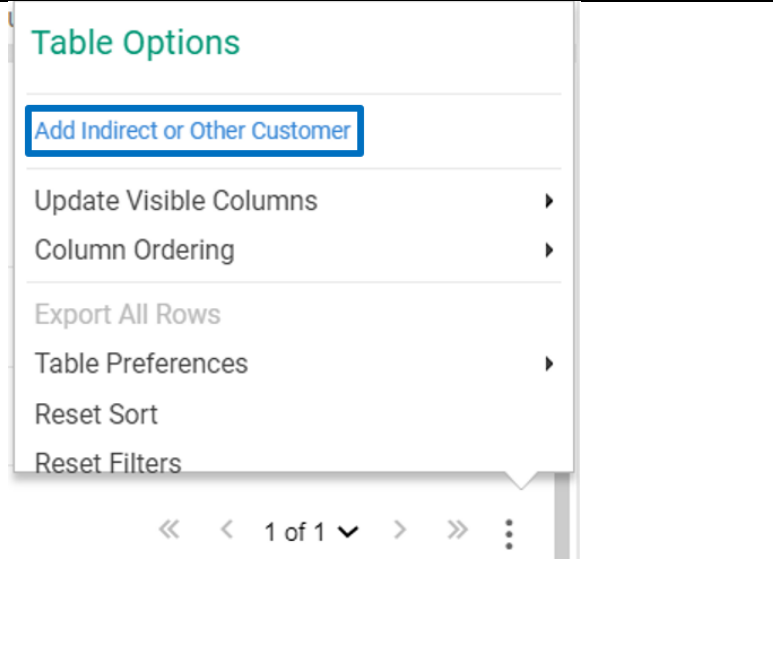 Table Options
Add Indirect or Other Customer
Update Visible Columns
Column Ordering
Export All Rows
Table Preferences
Reset Sort
Reset Filters
1 of 1